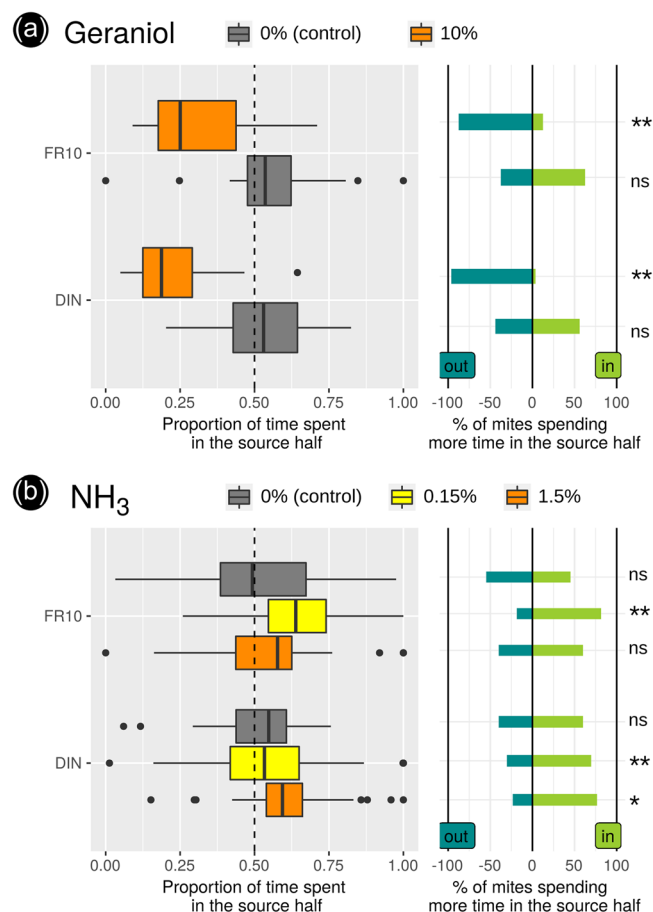 (a) Geraniol 0% (control) 10%
FR10
DIN
**
ns
**
ns
out in
0.00 0.25 0.50 0.75 1.00
-100 -50 0 50 100
Proportion of time spent
in the source half
% of mites spending
more time in the source half
(b) NH3 0% (control) 0.15% 1.5%
FR10
DIN
ns
**
ns
ns
**
*
out in
0.00 0.25 0.50 0.75 1.00
-100 -50 0 50 100
Proportion of time spent
in the source half
% of mites spending
more time in the source half